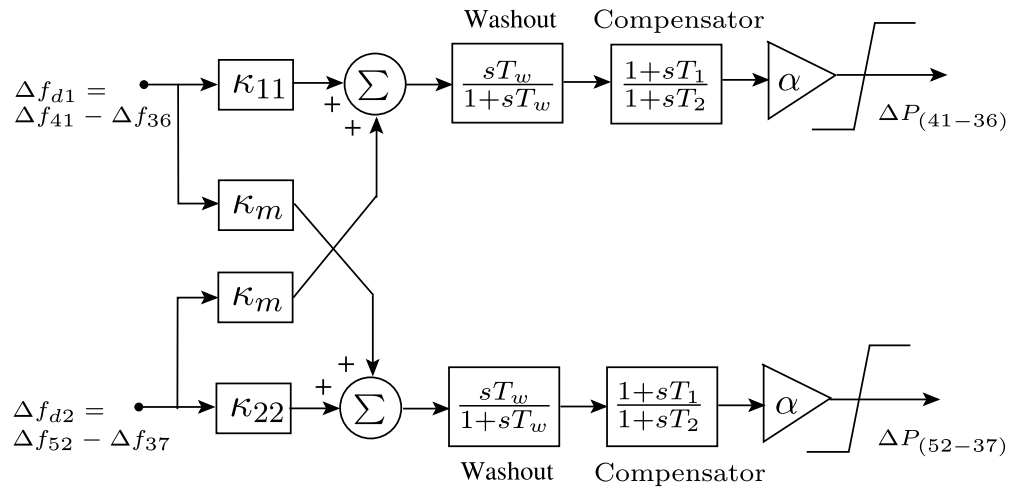 Washout Compensator
Δf_{d1} =
Δf_{41} − Δf_{36}
κ_{11}
+
+
Σ
sT_w
1+sT_w
1+sT_1
1+sT_2
α
ΔP_{(41−36)}
κ_m
κ_m
Δf_{d2} =
Δf_{52} − Δf_{37}
κ_{22}
+
+
Σ
sT_w
1+sT_w
1+sT_1
1+sT_2
α
ΔP_{(52−37)}
Washout Compensator